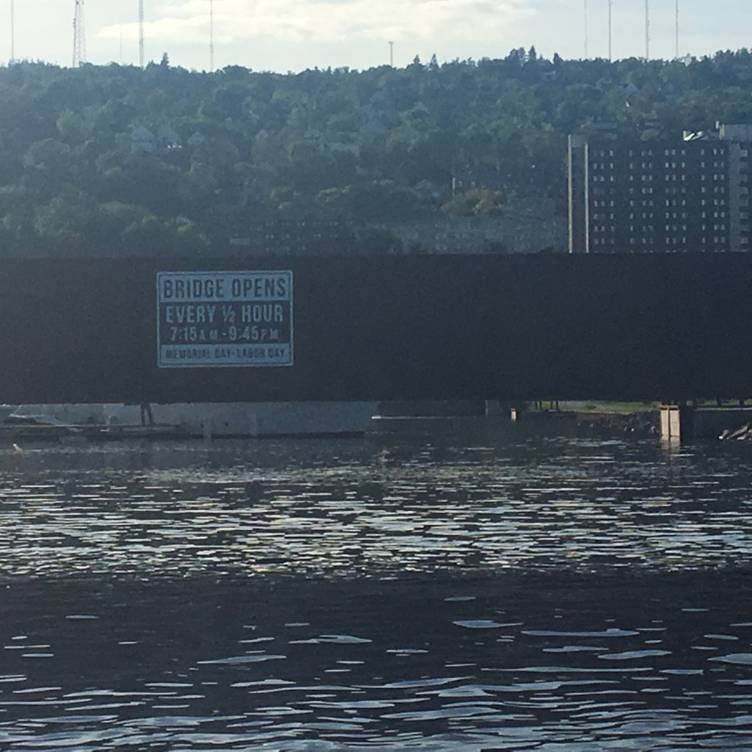 BRIDGE OPENS
EVERY ½ HOUR
7:15 A.M.-9:45 P.M.
MEMORIAL DAY-LABOR DAY